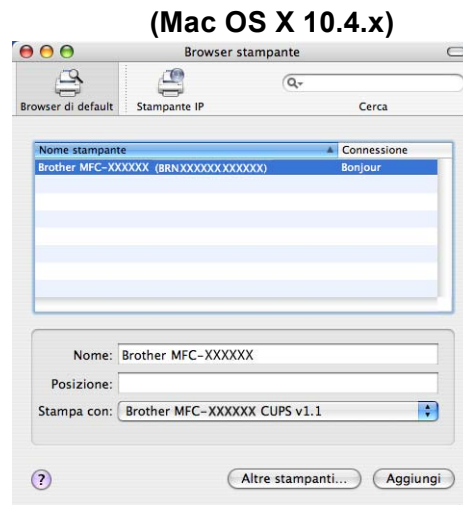 (Mac OS X 10.4.x)
Browser stampante
Browser di default
Stampante IP
Cerca
Nome stampante Connessione
Brother MFC-XXXXXX (BRNXXXXXXXXXXXX) Bonjour
Nome: Brother MFC-XXXXXX
Posizione:
Stampa con: Brother MFC-XXXXXX CUPS v1.1
? Altre stampanti... Aggiungi